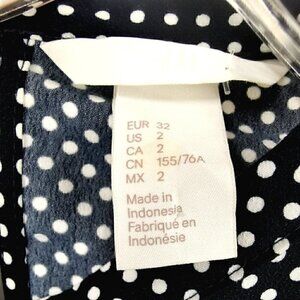 EUR 32
US 2
CA 2
CN 155/76A
MX 2
Made in
Indonesia
Fabriqué en
Indonésie